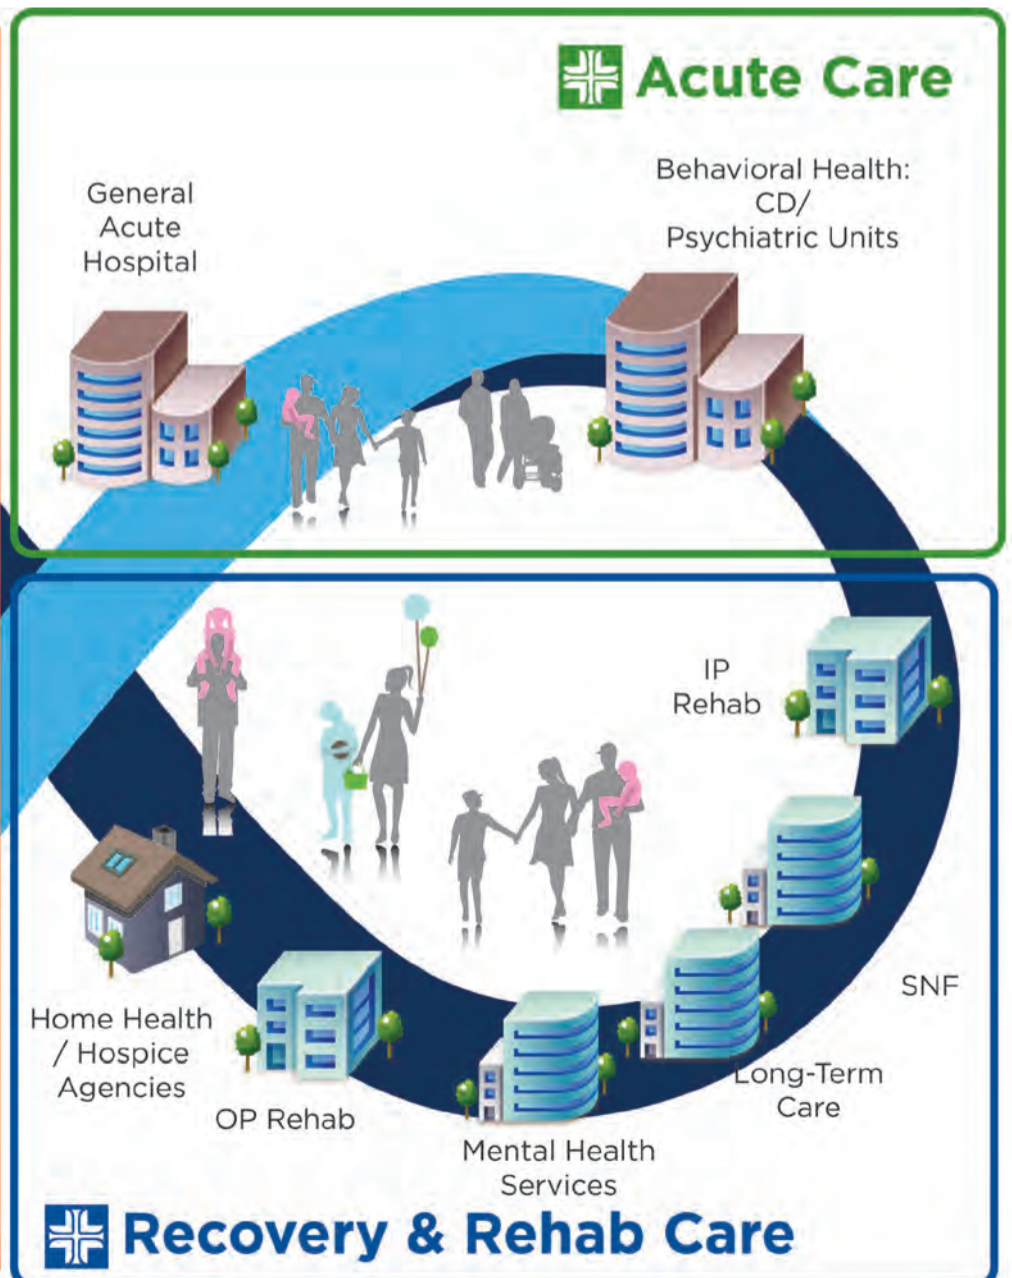 Acute Care
General
Acute
Hospital
Behavioral Health:
CD/
Psychiatric Units
IP
Rehab
SNF
Long-Term
Care
Mental Health
Services
OP Rehab
Home Health
/ Hospice
Agencies
Recovery & Rehab Care